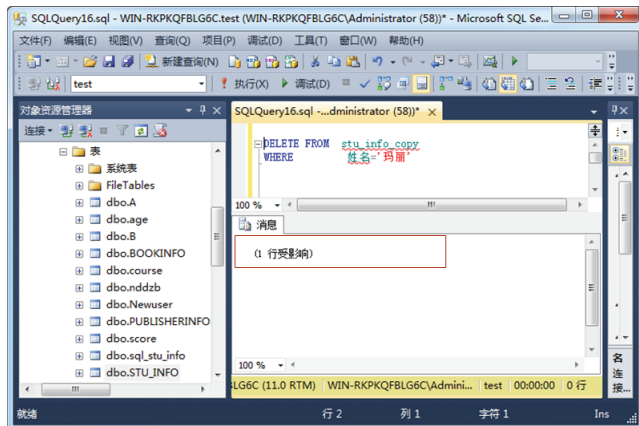 SQLQuery16.sql - WIN-RKPKQFBLG6C.test (WIN-RKPKQFBLG6C\Administrator (58))* - Microsoft SQL Se...
文件(F) 编辑(E) 视图(V) 查询(Q) 项目(P) 调试(D) 工具(T) 窗口(W) 帮助(H)
新建查询(N)
test 执行(X) 调试(D)
对象资源管理器
连接
表
系统表
FileTables
dbo.A
dbo.age
dbo.B
dbo.BOOKINFO
dbo.course
dbo.nddzb
dbo.Newuser
dbo.PUBLISHERINFO
dbo.score
dbo.sql_stu_info
dbo.STU_INFO
SQLQuery16.sql -...dministrator (58))*
DELETE FROM stu_info_copy
WHERE 姓名='玛丽'
100 %
消息
(1 行受影响)
100 %
LG6C (11.0 RTM) WIN-RKPKQFBLG6C\Admini... test 00:00:00 0 行
名
连
接...
就绪 行 2 列 1 字符 1 Ins